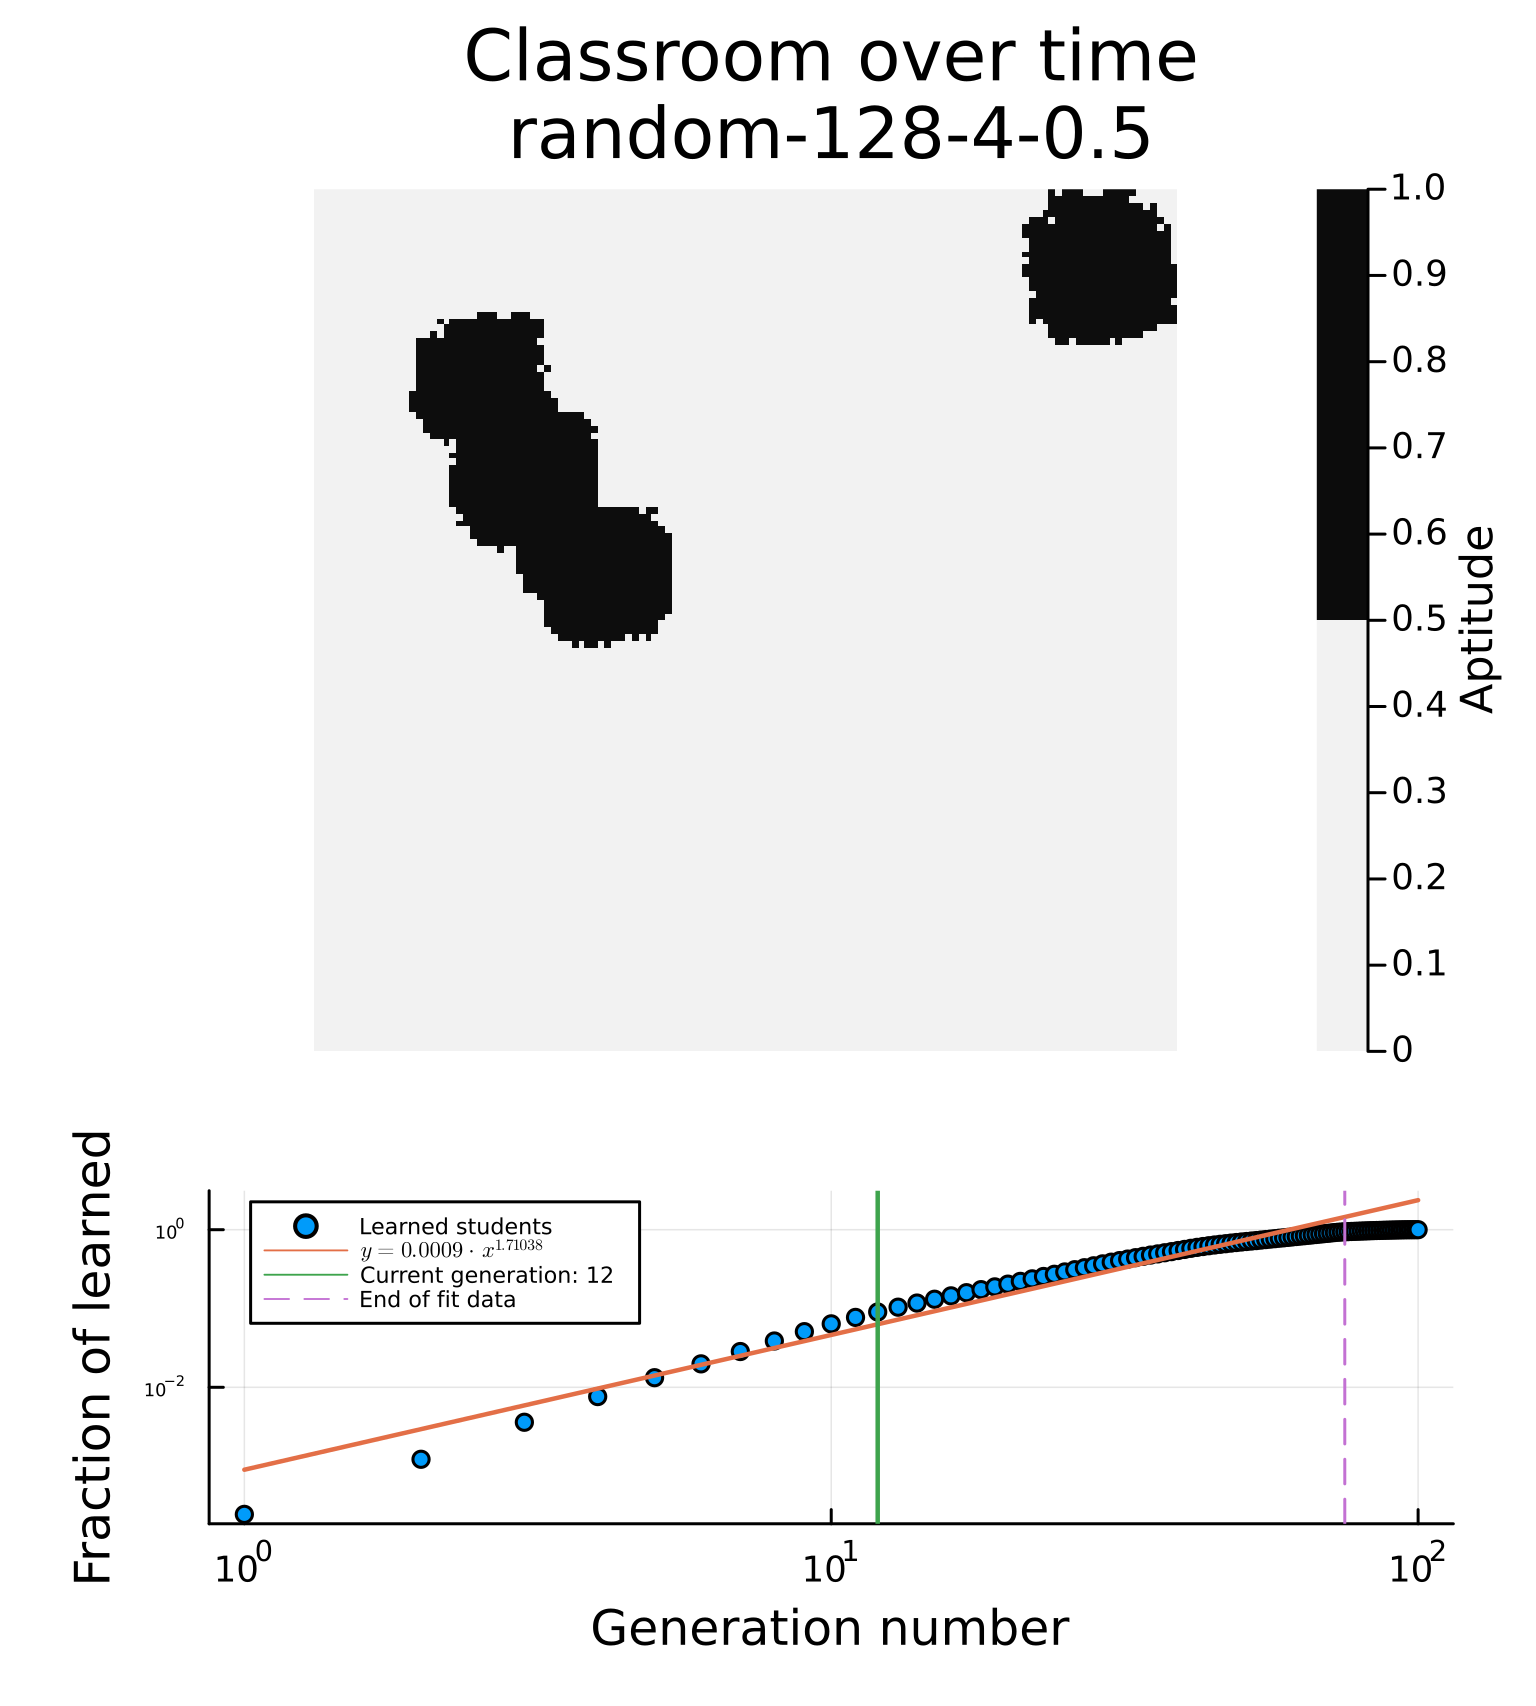 Classroom over time
random-128-4-0.5
1.0
0.9
0.8
0.7
0.6
0.5
0.4
0.3
0.2
0.1
0
Aptitude
Fraction of learned
10^0
10^-2
Learned students
y = 0.0009 · x^1.71038
Current generation: 12
End of fit data
10^0
10^1
10^2
Generation number